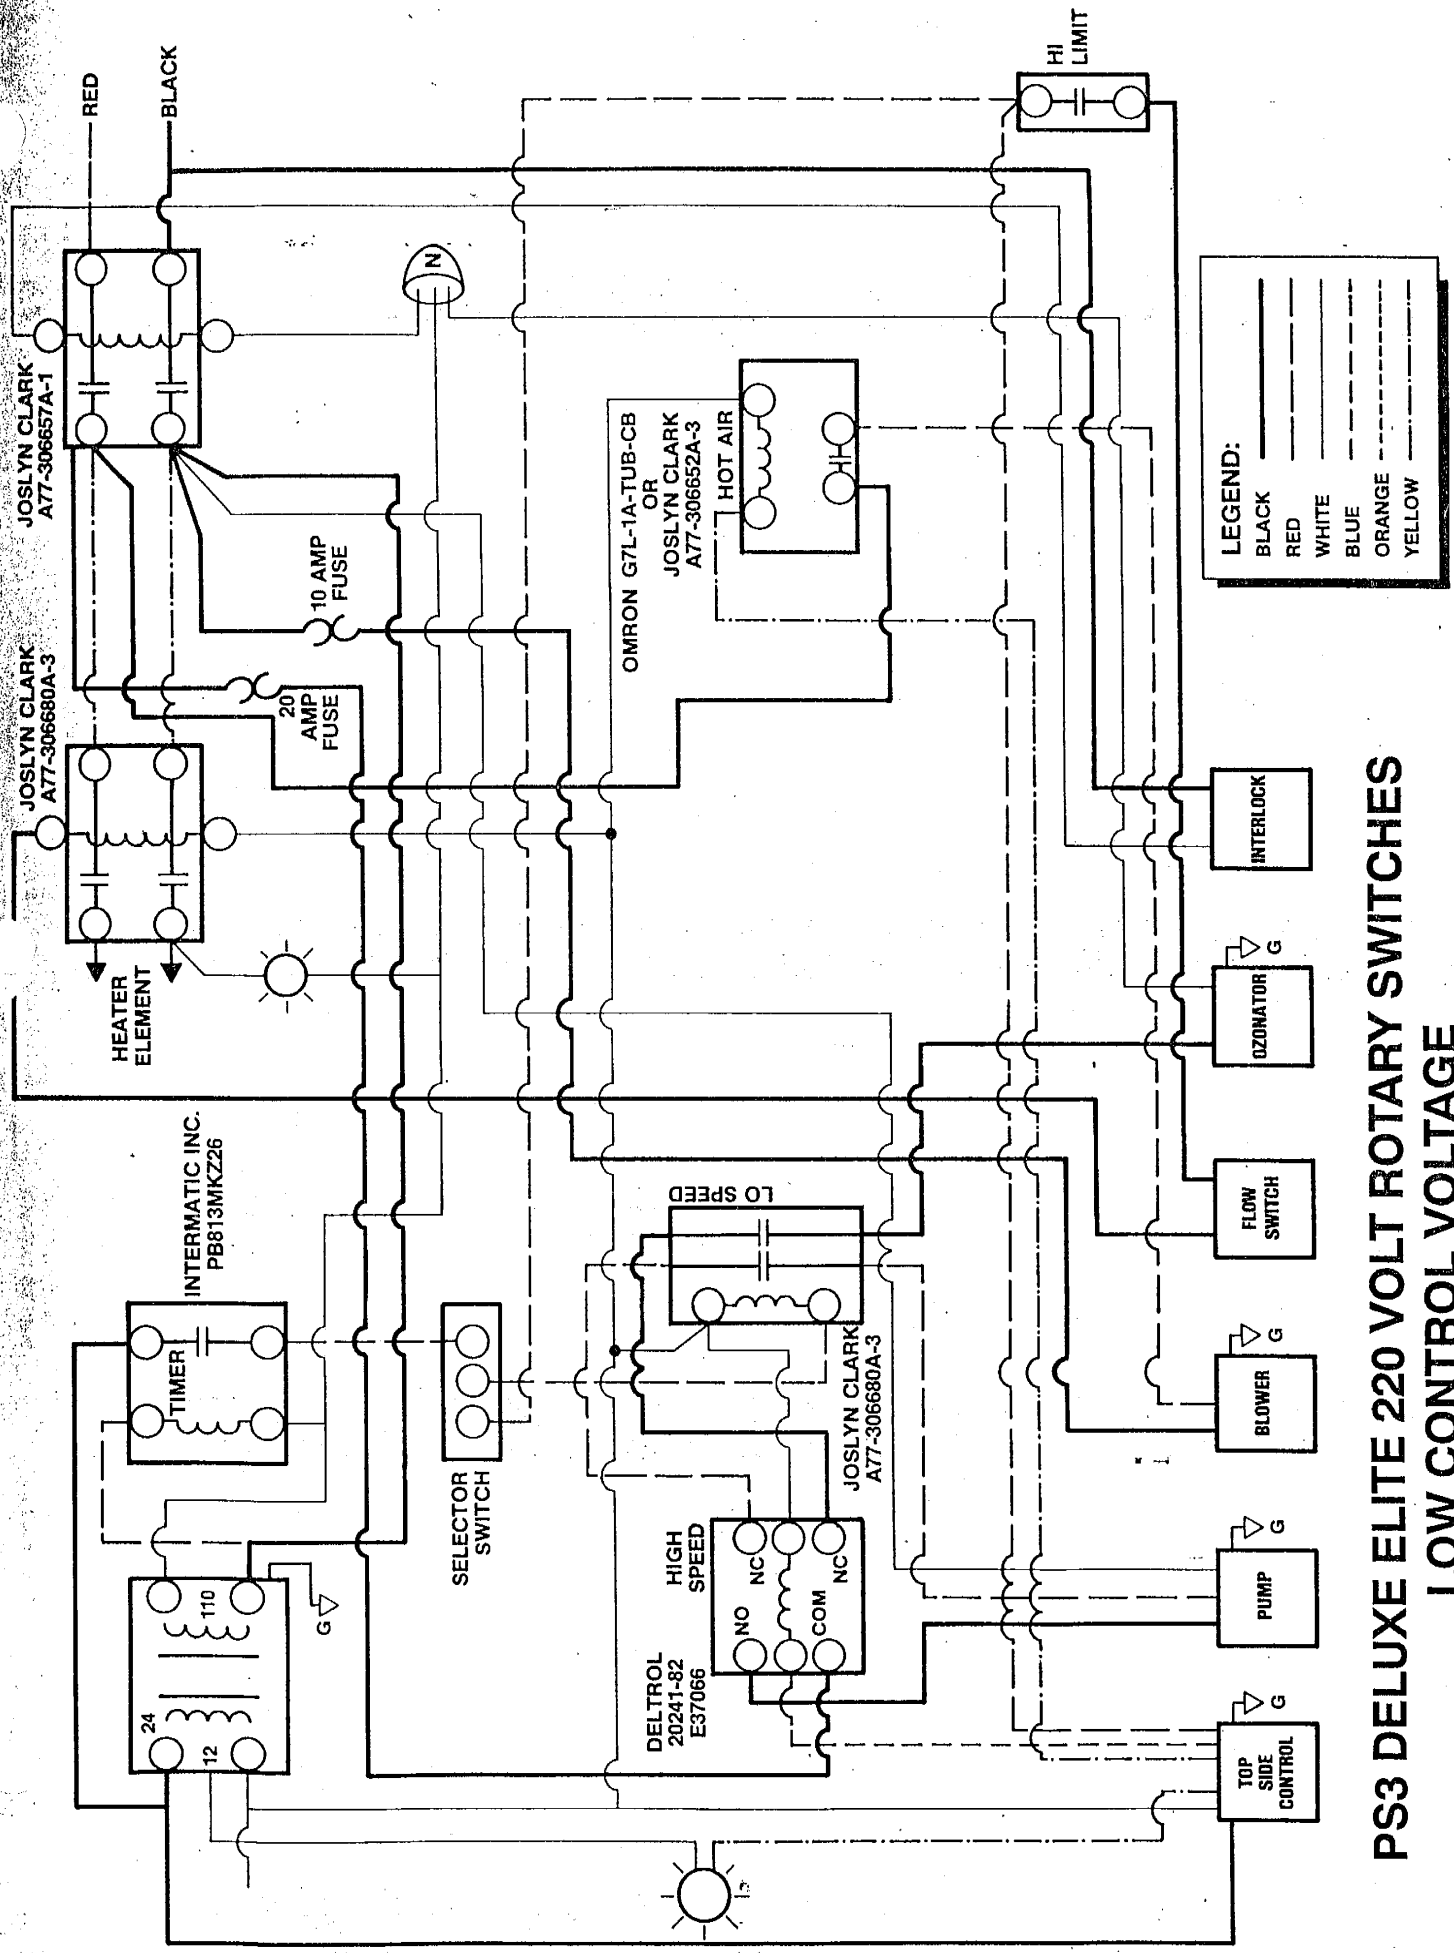 RED
BLACK
JOSLYN CLARK
A77-306657A-1
N
HI
LIMIT
JOSLYN CLARK
A77-306680A-3
10 AMP
FUSE
20
AMP
FUSE
OMRON G7L-1A-TUB-CB
OR
JOSLYN CLARK
A77-306652A-3
HOT AIR
HEATER
ELEMENT
INTERMATIC INC.
PB813MKZ26
TIMER
SELECTOR
SWITCH
LO SPEED
JOSLYN CLARK
A77-306680A-3
HIGH
SPEED
NC
NC
NO
COM
DELTROL
20241-82
E37066
24
12
110
G
LEGEND:
BLACK
RED
WHITE
BLUE
ORANGE
YELLOW
TOP
SIDE
CONTROL
G
PUMP
G
BLOWER
G
FLOW
SWITCH
OZONATOR
G
INTERLOCK
PS3 DELUXE ELITE 220 VOLT ROTARY SWITCHES
LOW CONTROL VOLTAGE